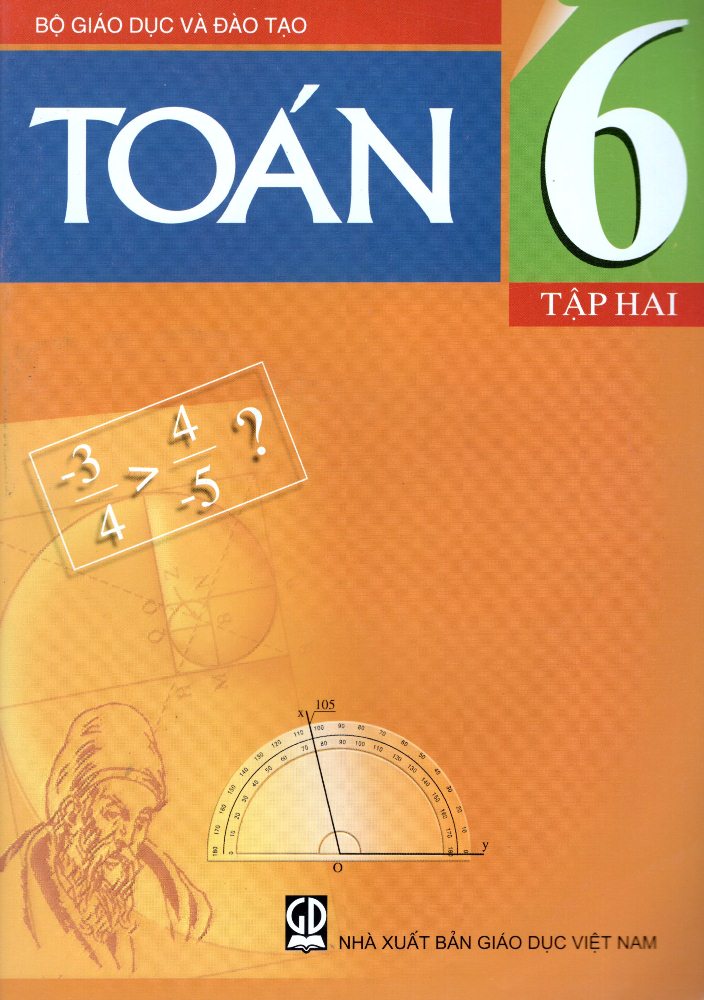 BỘ GIÁO DỤC VÀ ĐÀO TẠO
TOÁN
6
TẬP HAI
-3/4 > 4/-5 ?
x 105
y
O
GD
NHÀ XUẤT BẢN GIÁO DỤC VIỆT NAM